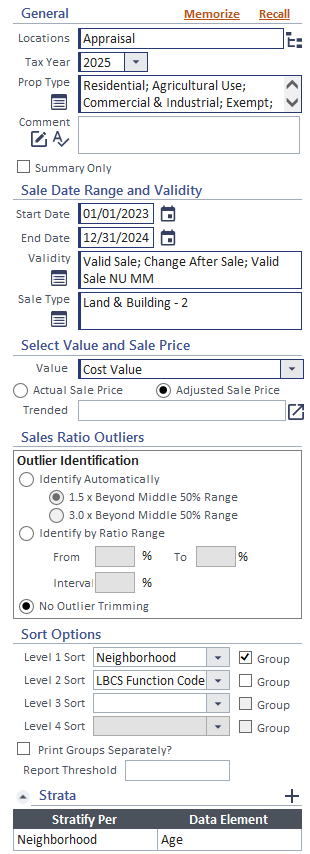 General Memorize Recall
Locations Appraisal
Tax Year 2025
Prop Type Residential; Agricultural Use;
Commercial & Industrial; Exempt;
Comment
Summary Only
Sale Date Range and Validity
Start Date 01/01/2023
End Date 12/31/2024
Validity Valid Sale; Change After Sale; Valid
Sale NU MM
Sale Type Land & Building - 2
Select Value and Sale Price
Value Cost Value
Actual Sale Price Adjusted Sale Price
Trended
Sales Ratio Outliers
Outlier Identification
Identify Automatically
1.5 x Beyond Middle 50% Range
3.0 x Beyond Middle 50% Range
Identify by Ratio Range
From % To %
Interval %
No Outlier Trimming
Sort Options
Level 1 Sort Neighborhood Group
Level 2 Sort LBCS Function Code Group
Level 3 Sort Group
Level 4 Sort Group
Print Groups Separately?
Report Threshold
Strata
Stratify Per Data Element
Neighborhood Age